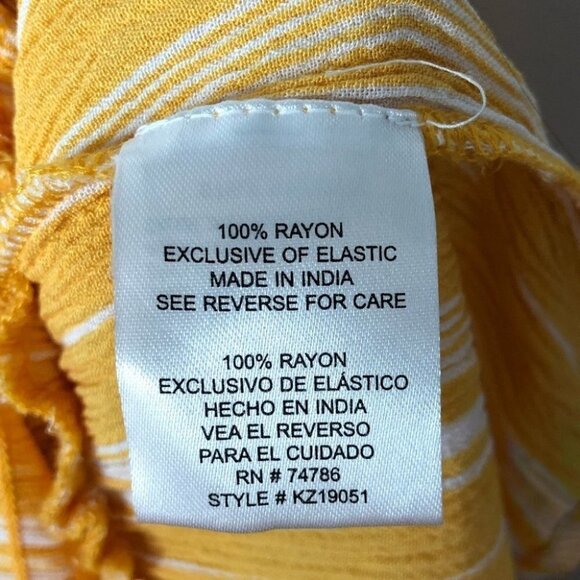 100% RAYON
EXCLUSIVE OF ELASTIC
MADE IN INDIA
SEE REVERSE FOR CARE
100% RAYON
EXCLUSIVO DE ELÁSTICO
HECHO EN INDIA
VEA EL REVERSO
PARA EL CUIDADO
RN # 74786
STYLE # KZ19051